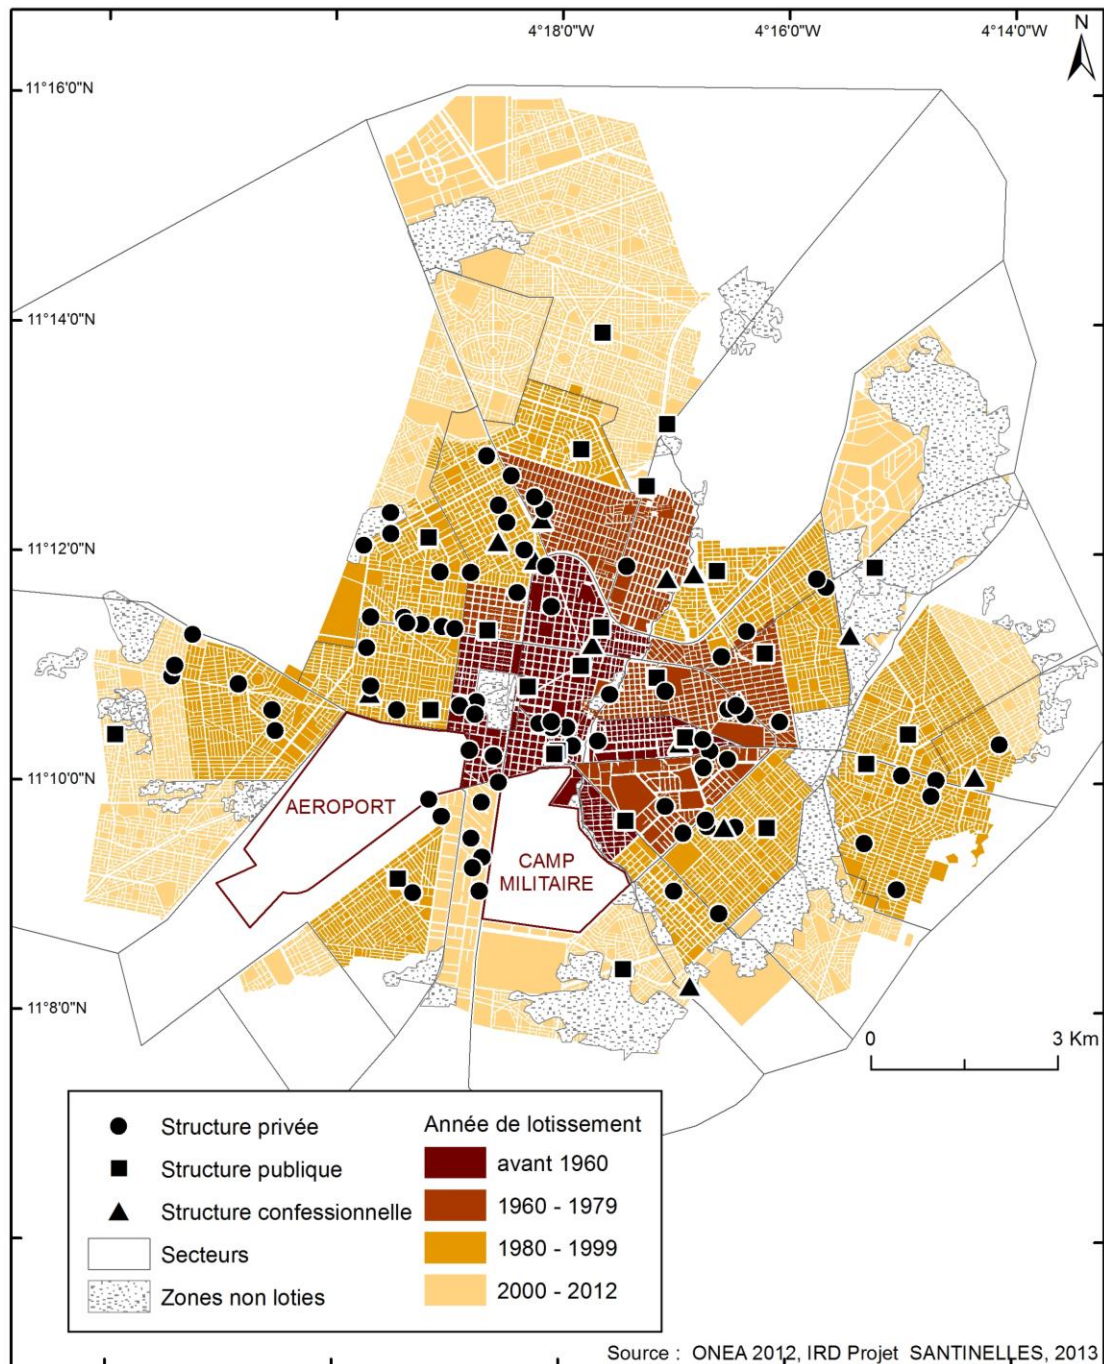 4°18'0"W
4°16'0"W
4°14'0"W
N
11°16'0"N
11°14'0"N
11°12'0"N
11°10'0"N
AEROPORT
CAMP
MILITAIRE
11°8'0"N
0
3 Km
Structure privée
Structure publique
Structure confessionnelle
Secteurs
Zones non loties
Année de lotissement
avant 1960
1960 - 1979
1980 - 1999
2000 - 2012
Source : ONEA 2012, IRD Projet SANTINELLES, 2013